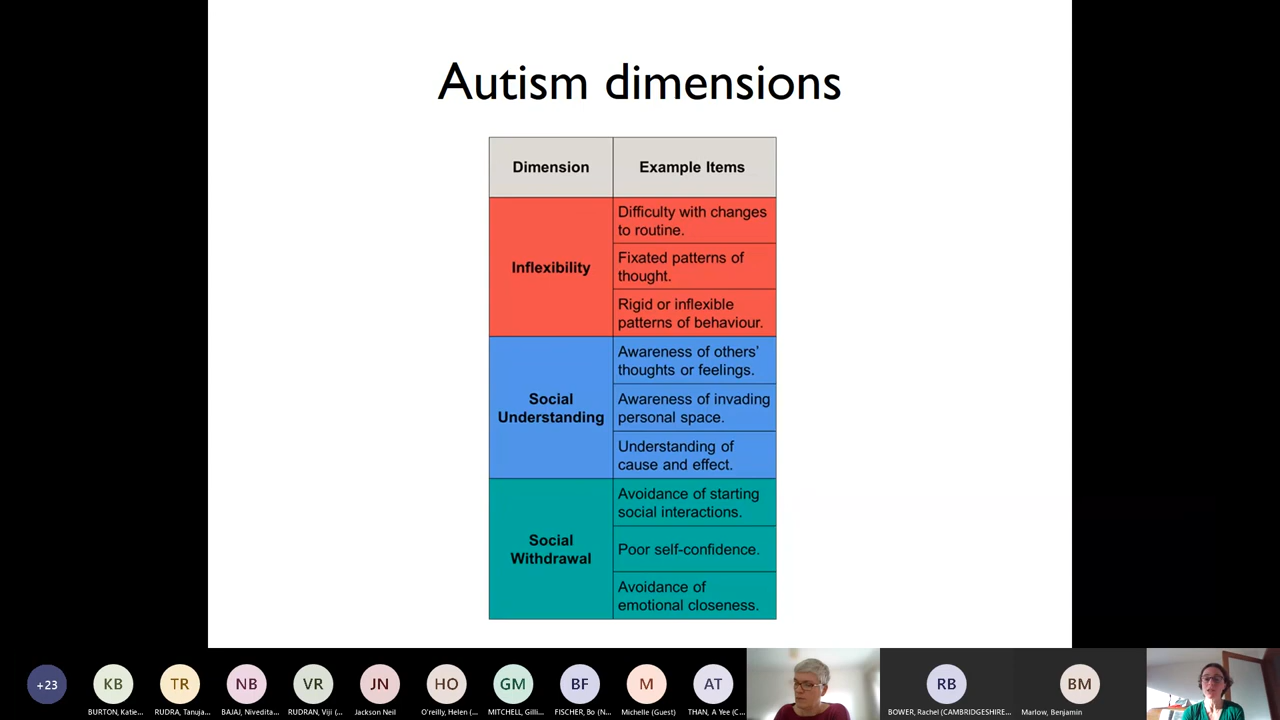 Autism dimensions
Dimension
Example Items
Inflexibility
Difficulty with changes
to routine.
Fixated patterns of
thought.
Rigid or inflexible
patterns of behaviour.
Social
Understanding
Awareness of others’
thoughts or feelings.
Awareness of invading
personal space.
Understanding of
cause and effect.
Social
Withdrawal
Avoidance of starting
social interactions.
Poor self-confidence.
Avoidance of
emotional closeness.
+23
KB
TR
NB
VR
JN
HO
GM
BF
M
AT
RB
BM
BURTON, Katie...
RUDRA, Tanuja...
BAJAJ, Nivedita...
RUDRAN, Viji (...
Jackson Neil
O'reilly, Helen (...
MITCHELL, Gilli...
FISCHER, Bo (N...
Michelle (Guest)
THAN, A Yee (C...
BOWER, Rachel (CAMBRIDGESHIRE...
Marlow, Benjamin